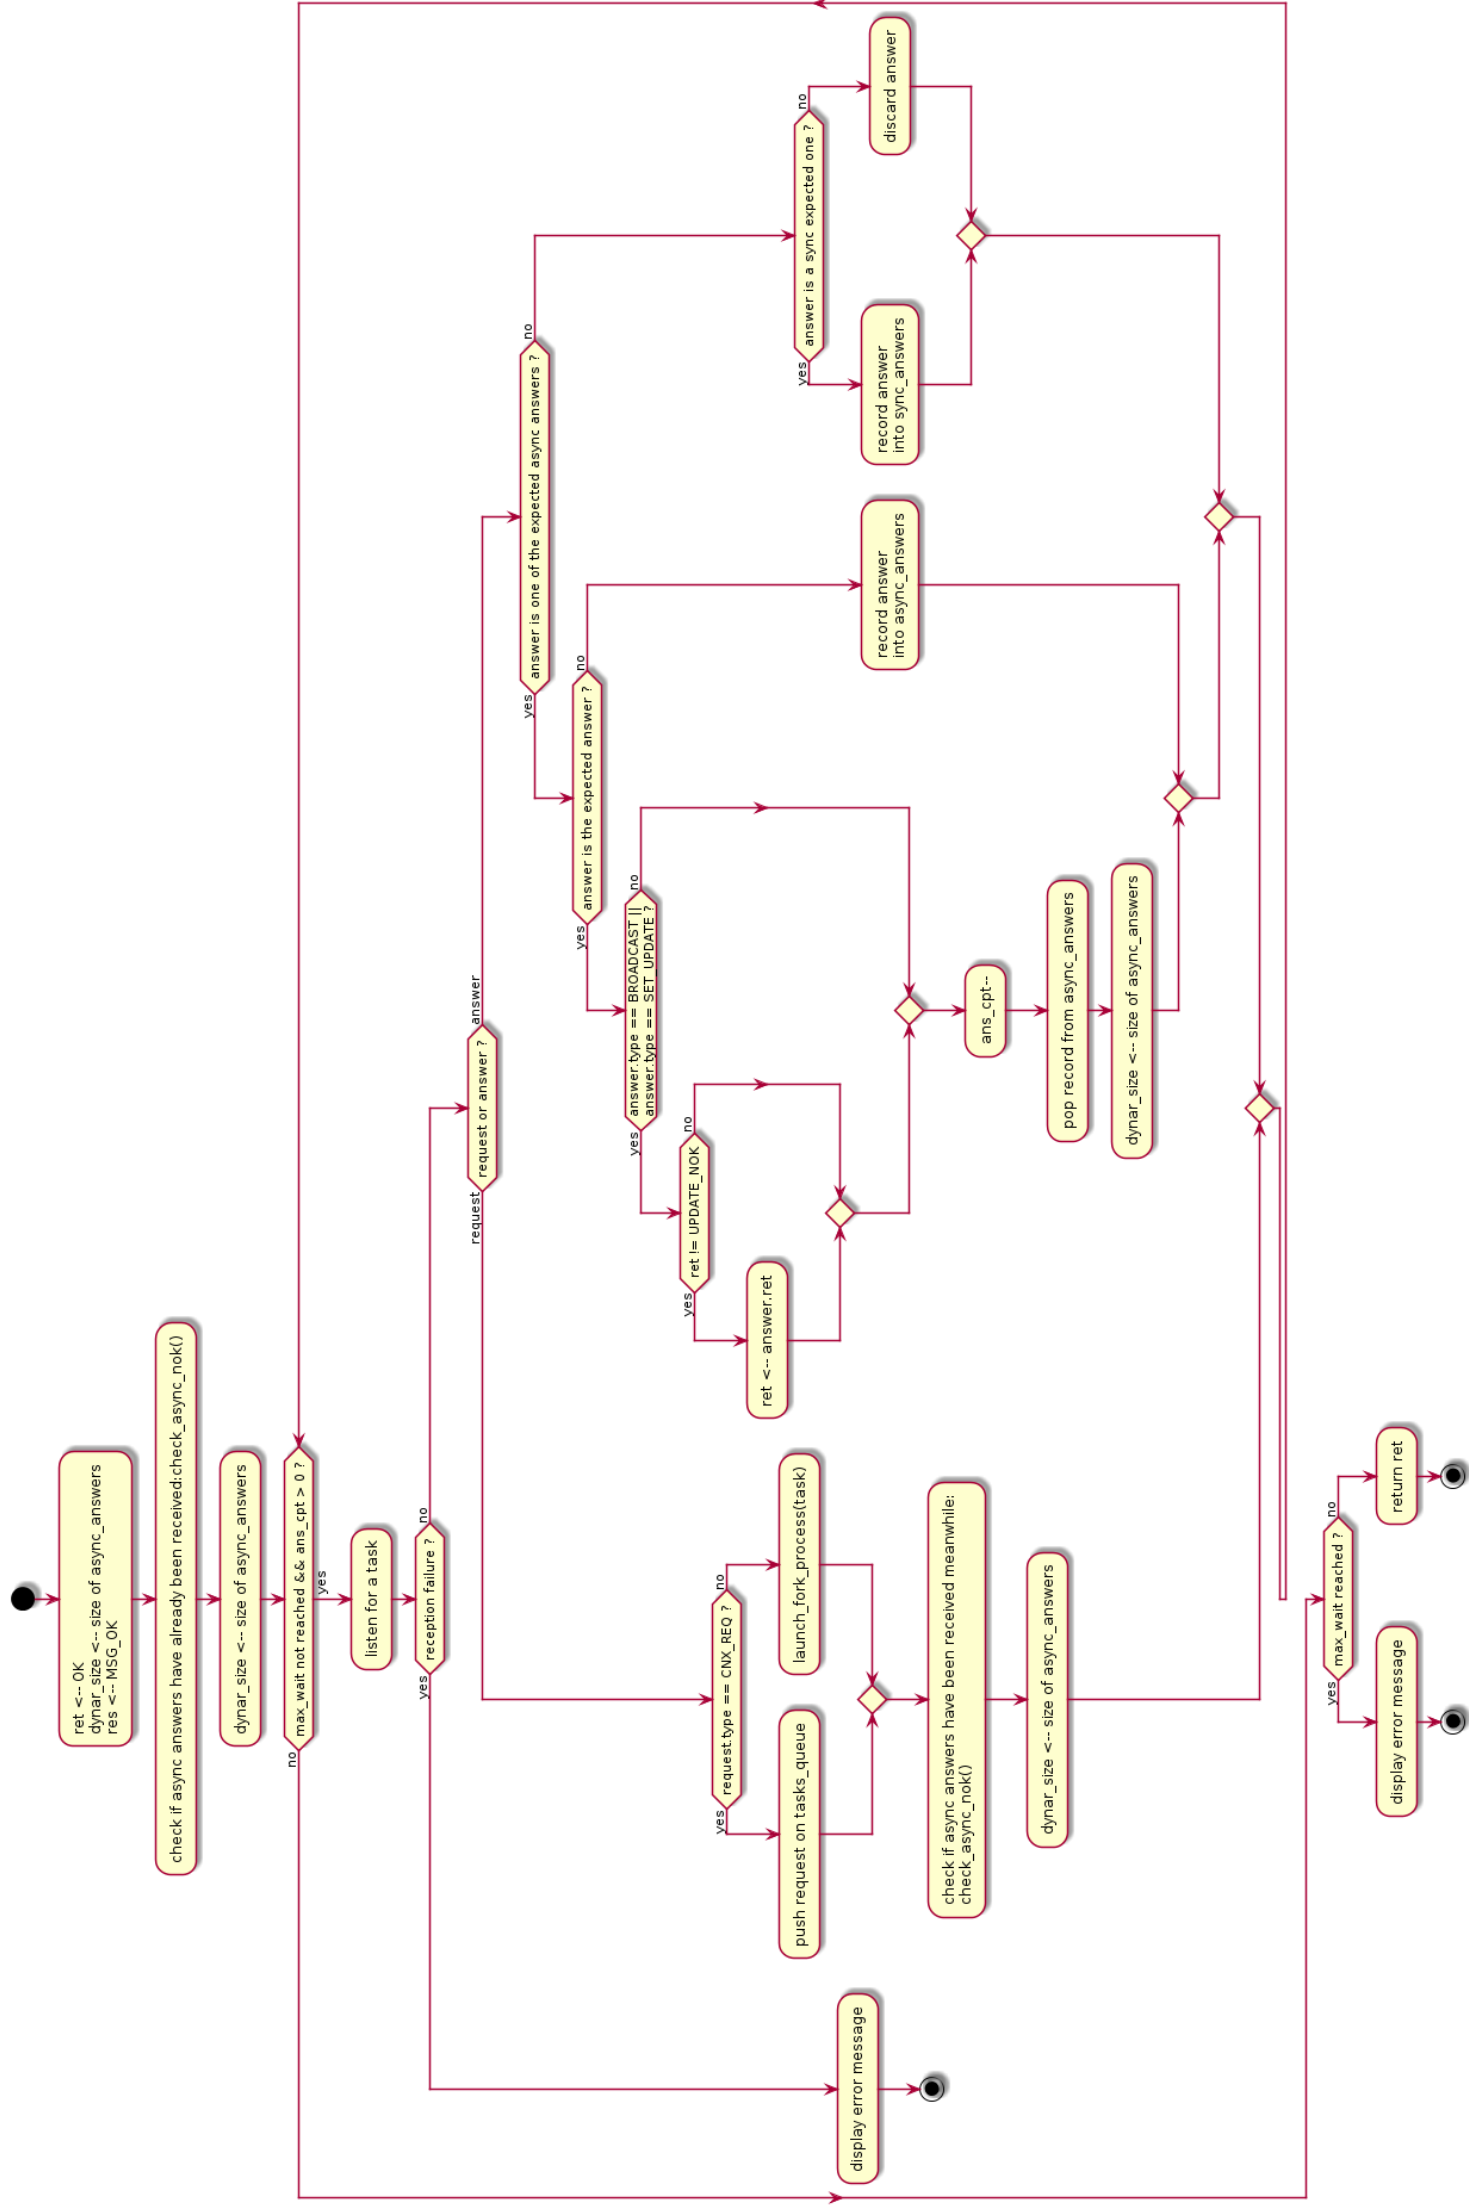 ret <-- OK
dynar_size <-- size of async_answers
res <-- MSG_OK
check if async answers have already been received:check_async_nok()
dynar_size <-- size of async_answers
max_wait not reached && ans_cpt > 0 ?
no
yes
listen for a task
reception failure ?
yes
no
request or answer ?
request
answer
answer is one of the expected async answers ?
yes
no
answer is the expected answer ?
yes
no
answer.type == BROADCAST ||
answer.type == SET_UPDATE ?
yes
no
ret != UPDATE_NOK
yes
no
request.type == CNX_REQ ?
yes
no
answer is a sync expected one ?
yes
no
ret <-- answer.ret
push request on tasks_queue
launch_fork_process(task)
display error message
record answer
into async_answers
record answer
into sync_answers
discard answer
check if async answers have been received meanwhile:
check_async_nok()
ans_cpt--
dynar_size <-- size of async_answers
pop record from async_answers
dynar_size <-- size of async_answers
max_wait reached ?
yes
no
display error message
return ret